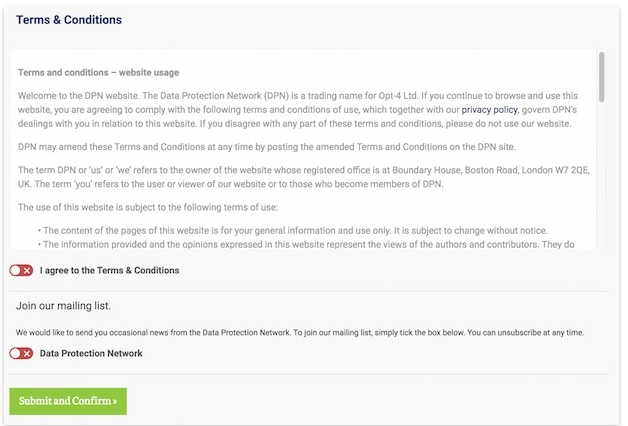 Terms & Conditions
Terms and conditions – website usage
Welcome to the DPN website. The Data Protection Network (DPN) is a trading name for Opt-4 Ltd. If you continue to browse and use this
website, you are agreeing to comply with the following terms and conditions of use, which together with our privacy policy, govern DPN's
dealings with you in relation to this website. If you disagree with any part of these terms and conditions, please do not use our website.
DPN may amend these Terms and Conditions at any time by posting the amended Terms and Conditions on the DPN site.
The term DPN or 'us' or 'we' refers to the owner of the website whose registered office is at Boundary House, Boston Road, London W7 2QE,
UK. The term 'you' refers to the user or viewer of our website or to those who become members of DPN.
The use of this website is subject to the following terms of use:
• The content of the pages of this website is for your general information and use only. It is subject to change without notice.
• The information provided and the opinions expressed in this website represent the views of the authors and contributors. They do
I agree to the Terms & Conditions
Join our mailing list.
We would like to send you occasional news from the Data Protection Network. To join our mailing list, simply tick the box below. You can unsubscribe at any time.
Data Protection Network
Submit and Confirm »